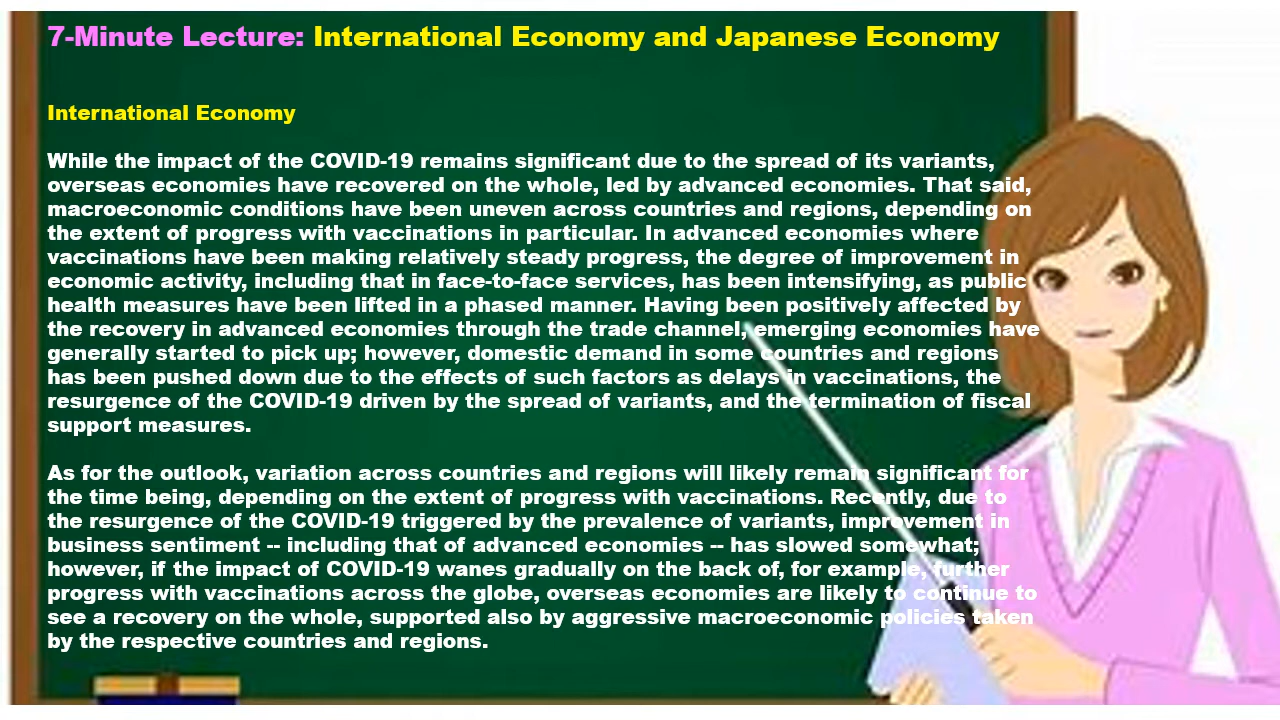 7-Minute Lecture: International Economy and Japanese Economy
International Economy
While the impact of the COVID-19 remains significant due to the spread of its variants,
overseas economies have recovered on the whole, led by advanced economies. That said,
macroeconomic conditions have been uneven across countries and regions, depending on
the extent of progress with vaccinations in particular. In advanced economies where
vaccinations have been making relatively steady progress, the degree of improvement in
economic activity, including that in face-to-face services, has been intensifying, as public
health measures have been lifted in a phased manner. Having been positively affected by
the recovery in advanced economies through the trade channel, emerging economies have
generally started to pick up; however, domestic demand in some countries and regions
has been pushed down due to the effects of such factors as delays in vaccinations, the
resurgence of the COVID-19 driven by the spread of variants, and the termination of fiscal
support measures.
As for the outlook, variation across countries and regions will likely remain significant for
the time being, depending on the extent of progress with vaccinations. Recently, due to
the resurgence of the COVID-19 triggered by the prevalence of variants, improvement in
business sentiment -- including that of advanced economies -- has slowed somewhat;
however, if the impact of COVID-19 wanes gradually on the back of, for example, further
progress with vaccinations across the globe, overseas economies are likely to continue to
see a recovery on the whole, supported also by aggressive macroeconomic policies taken
by the respective countries and regions.